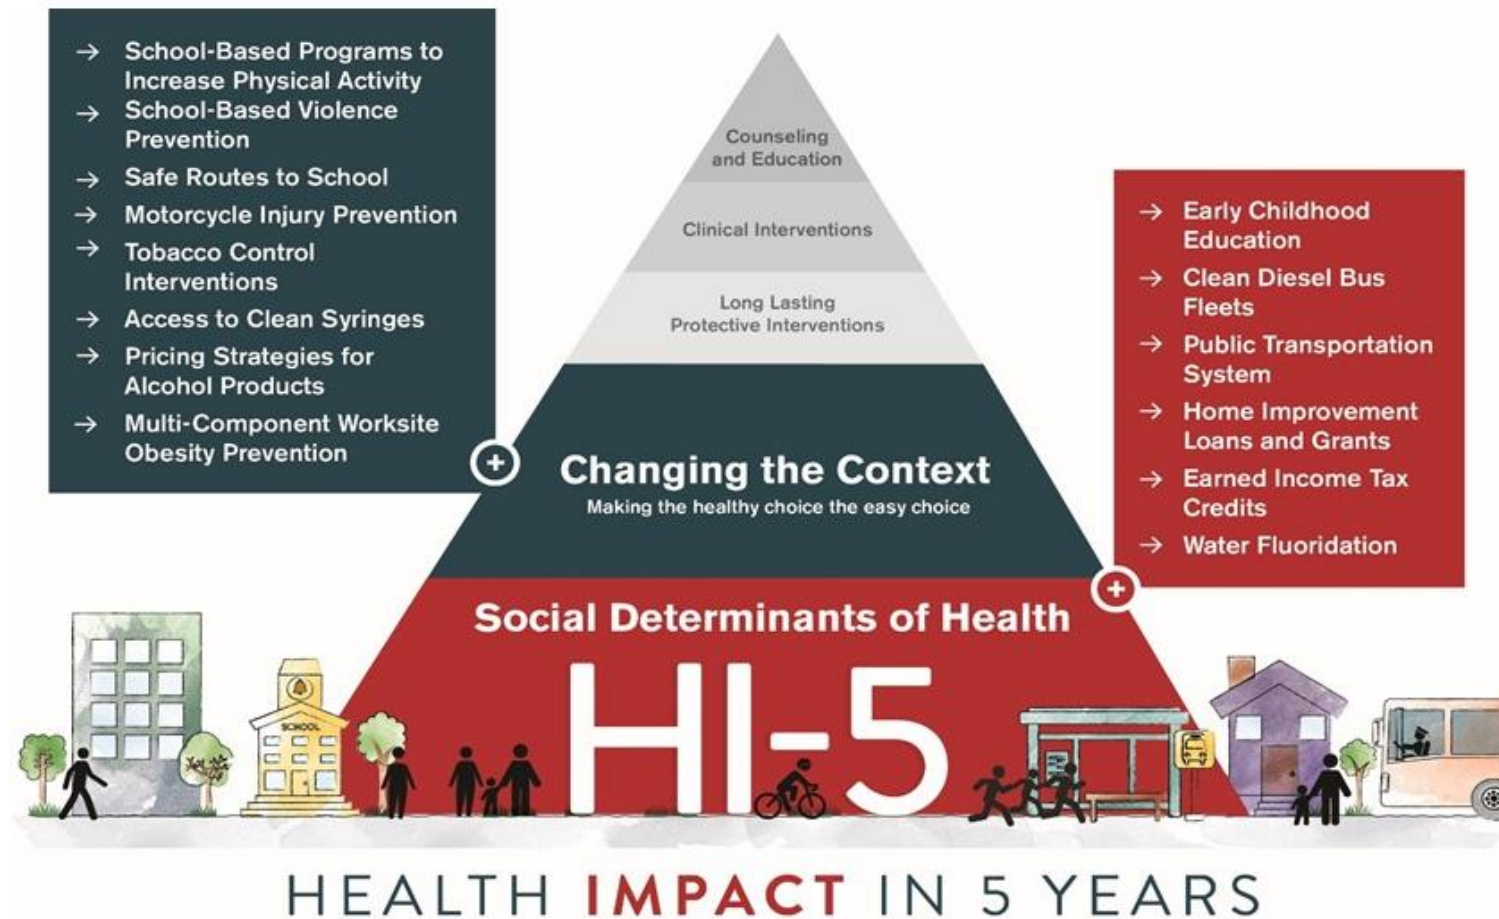 → School-Based Programs to
Increase Physical Activity
→ School-Based Violence
Prevention
→ Safe Routes to School
→ Motorcycle Injury Prevention
→ Tobacco Control
Interventions
→ Access to Clean Syringes
→ Pricing Strategies for
Alcohol Products
→ Multi-Component Worksite
Obesity Prevention
Counseling
and Education
Clinical Interventions
Long Lasting
Protective Interventions
Changing the Context
Making the healthy choice the easy choice
→ Early Childhood
Education
→ Clean Diesel Bus
Fleets
→ Public Transportation
System
→ Home Improvement
Loans and Grants
→ Earned Income Tax
Credits
→ Water Fluoridation
Social Determinants of Health
HI-5
SCHOOL
HEALTH IMPACT IN 5 YEARS